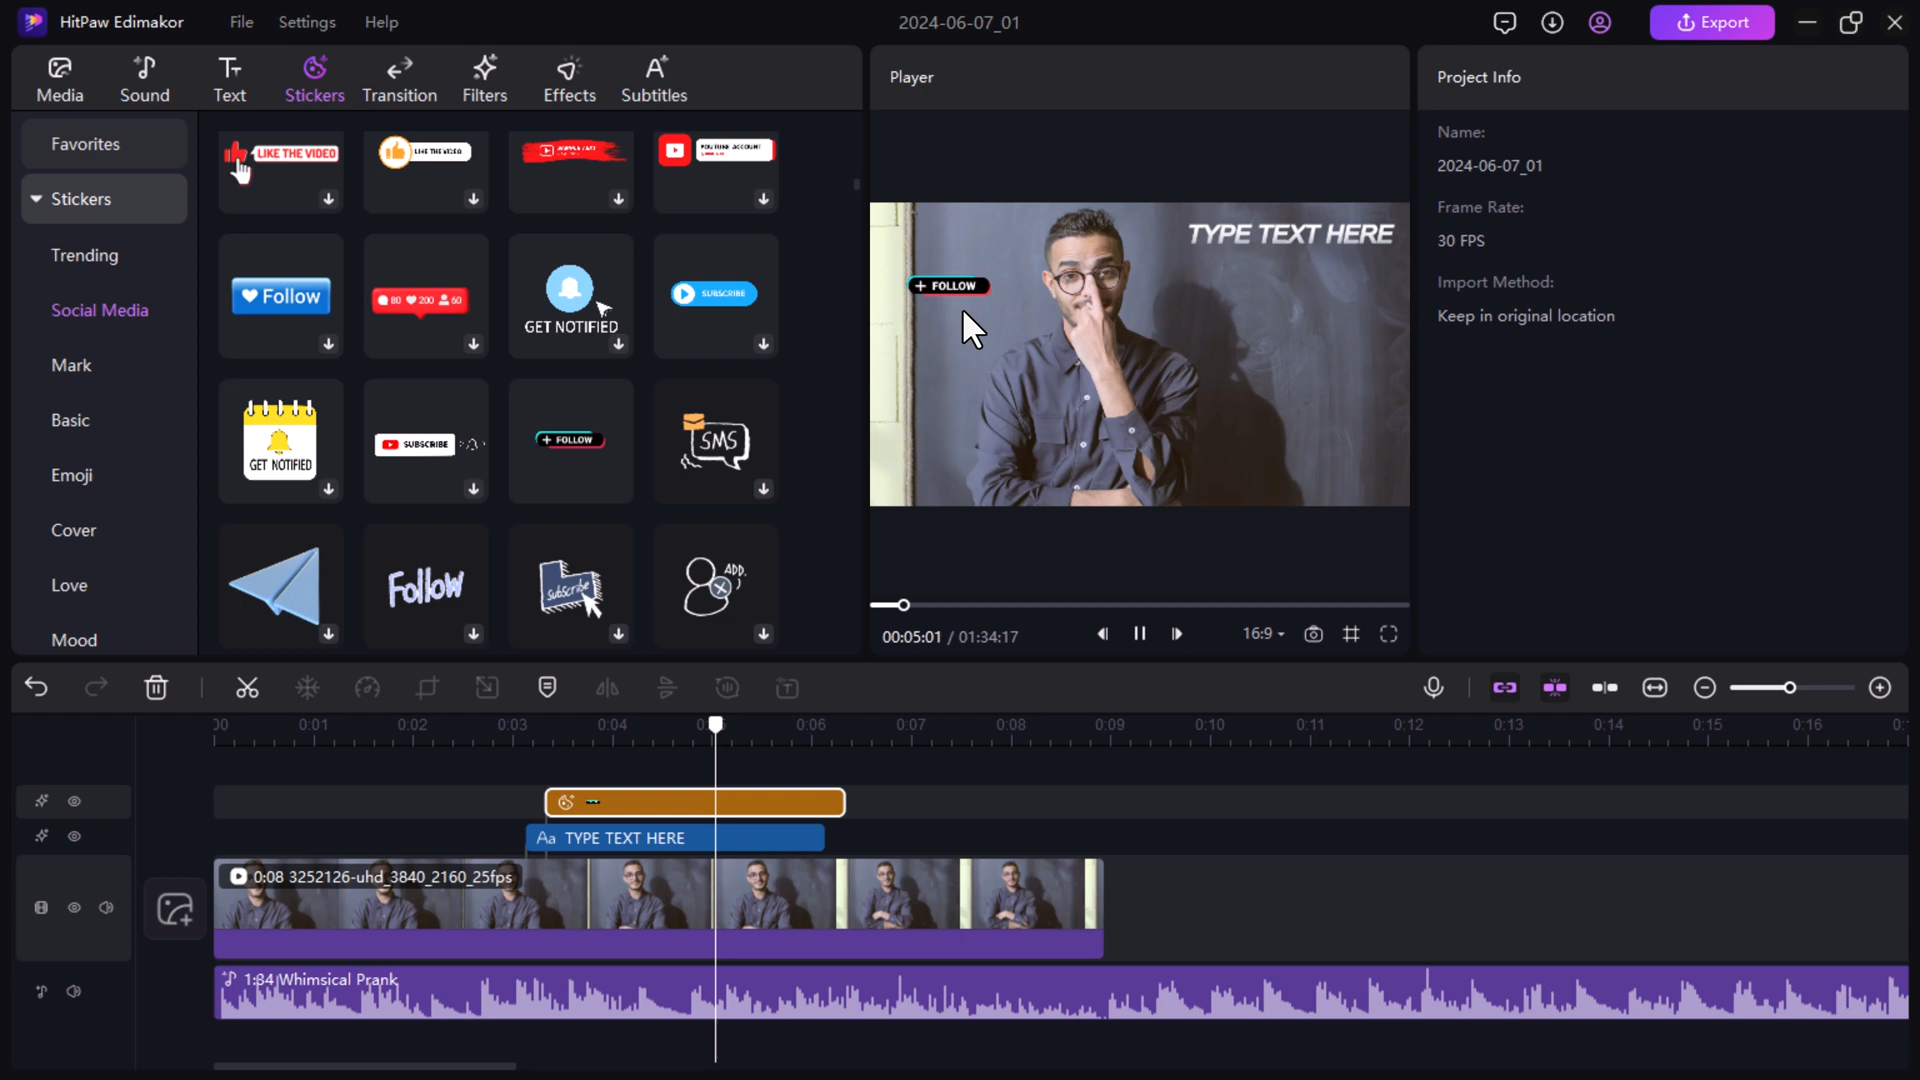 HitPaw Edimakor
File
Settings
Help
2024-06-07_01
Export
Media
Sound
Text
Stickers
Transition
Filters
Effects
Subtitles
Player
Project Info
Favorites
Stickers
Trending
Social Media
Mark
Basic
Emoji
Cover
Love
Mood
LIKE THE VIDEO
LIKE THE VIDEO
YOUTUBE ACCOUNT
Follow
80 200 60
GET NOTIFIED
SUBSCRIBE
GET NOTIFIED
SUBSCRIBE
+ FOLLOW
SMS
Follow
Subscribe
ADD.
TYPE TEXT HERE
+ FOLLOW
00:05:01 / 01:34:17
16:9
Name:
2024-06-07_01
Frame Rate:
30 FPS
Import Method:
Keep in original location
0:01
0:02
0:03
0:04
0:06
0:07
0:08
0:09
0:10
0:11
0:12
0:13
0:14
0:15
0:16
Aa TYPE TEXT HERE
0:08 3252126-uhd_3840_2160_25fps
1:34 Whimsical Prank